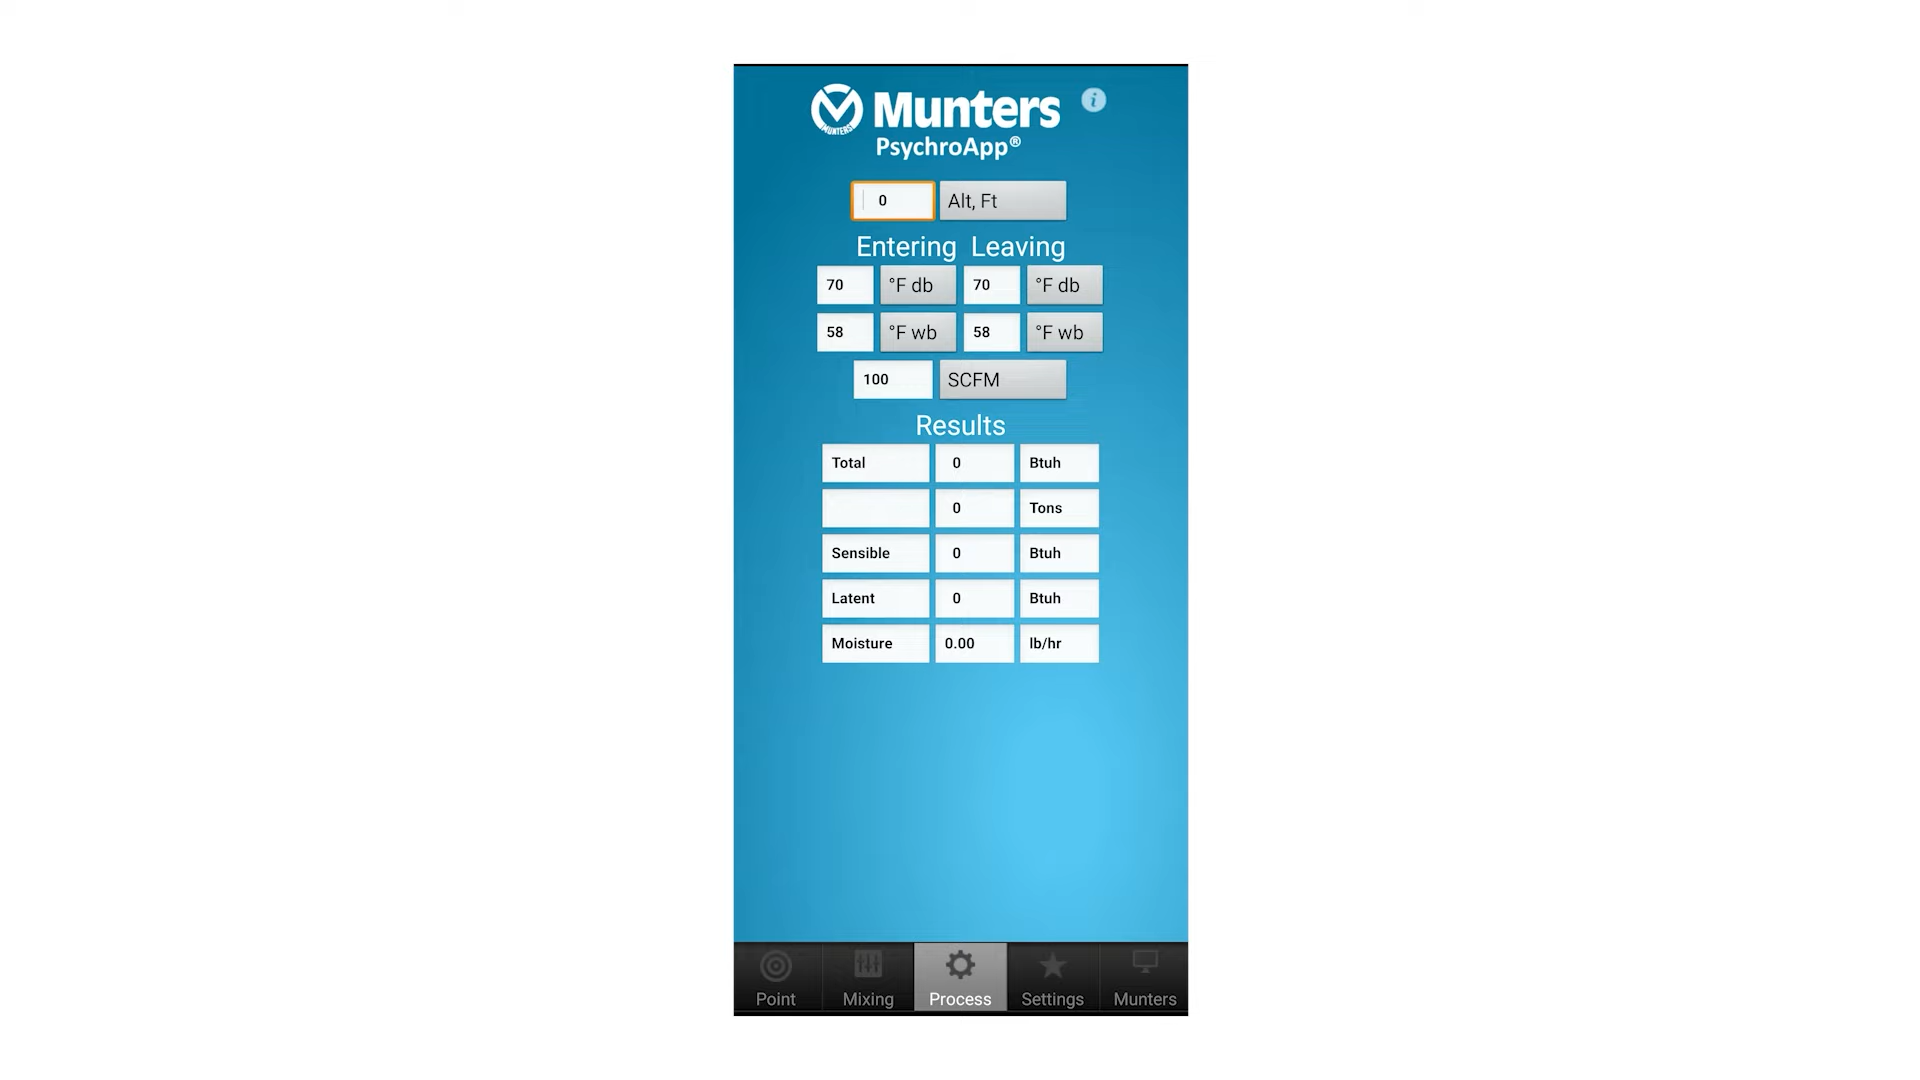 MUNTERS
Munters
i
PsychroApp®
0 Alt, Ft
Entering Leaving
70 °F db 70 °F db
58 °F wb 58 °F wb
100 SCFM
Results
Total 0 Btuh
0 Tons
Sensible 0 Btuh
Latent 0 Btuh
Moisture 0.00 lb/hr
Point Mixing Process Settings Munters